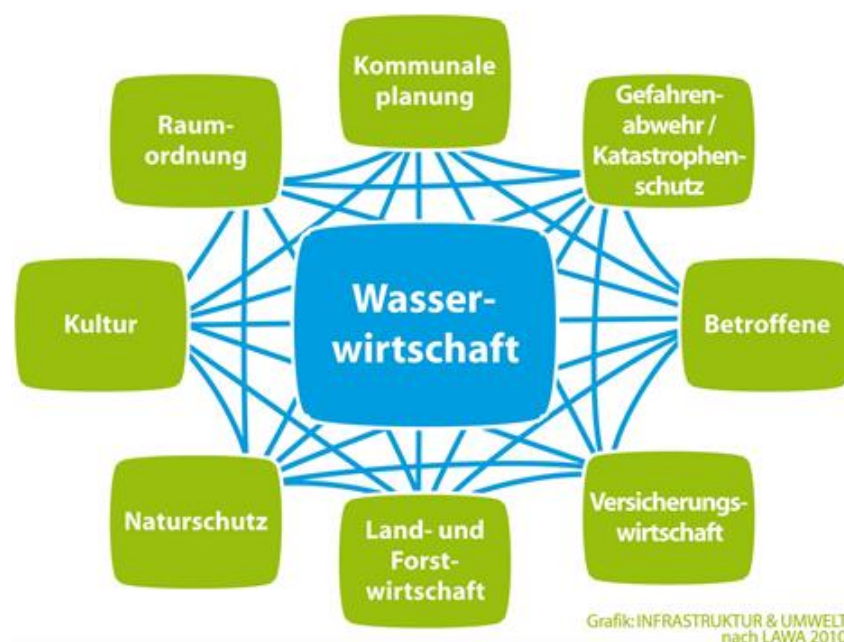 Kommunale
planung
Gefahren-
abwehr /
Katastrophen-
schutz
Raum-
ordnung
Wasser-
wirtschaft
Kultur
Betroffene
Naturschutz
Land- und
Forst-
wirtschaft
Versicherungs-
wirtschaft
Grafik: INFRASTRUKTUR & UMWELT
nach LAWA 2010